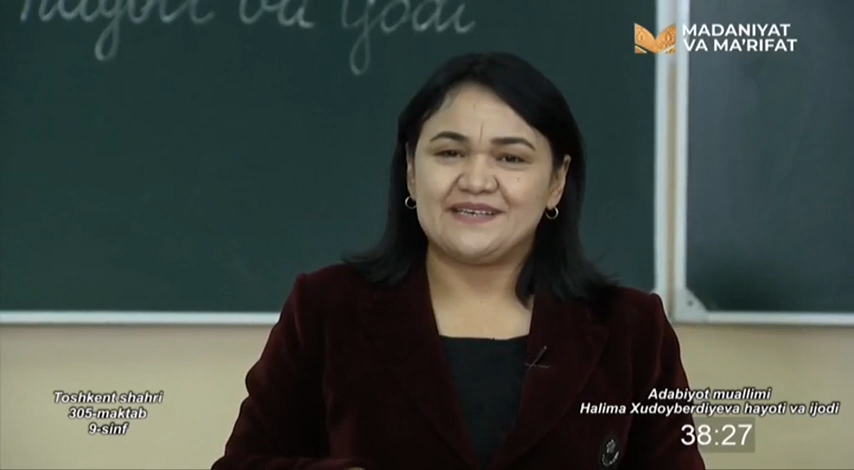 va ijodi
MADANIYAT
VA MA'RIFAT
Toshkent shahri
305-maktab
9-sinf
Adabiyot muallimi
Halima Xudoyberdiyeva hayoti va ijodi
38:27